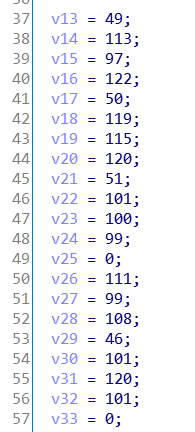 37 v13 = 49;
38 v14 = 113;
39 v15 = 97;
40 v16 = 122;
41 v17 = 50;
42 v18 = 119;
43 v19 = 115;
44 v20 = 120;
45 v21 = 51;
46 v22 = 101;
47 v23 = 100;
48 v24 = 99;
49 v25 = 0;
50 v26 = 111;
51 v27 = 99;
52 v28 = 108;
53 v29 = 46;
54 v30 = 101;
55 v31 = 120;
56 v32 = 101;
57 v33 = 0;